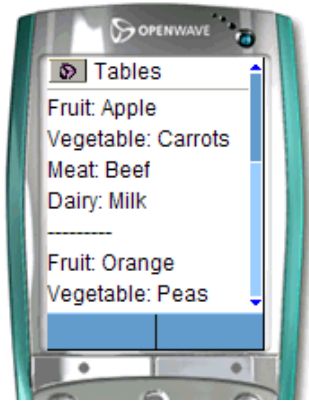 OPENWAVE
Tables
Fruit: Apple
Vegetable: Carrots
Meat: Beef
Dairy: Milk
---------
Fruit: Orange
Vegetable: Peas